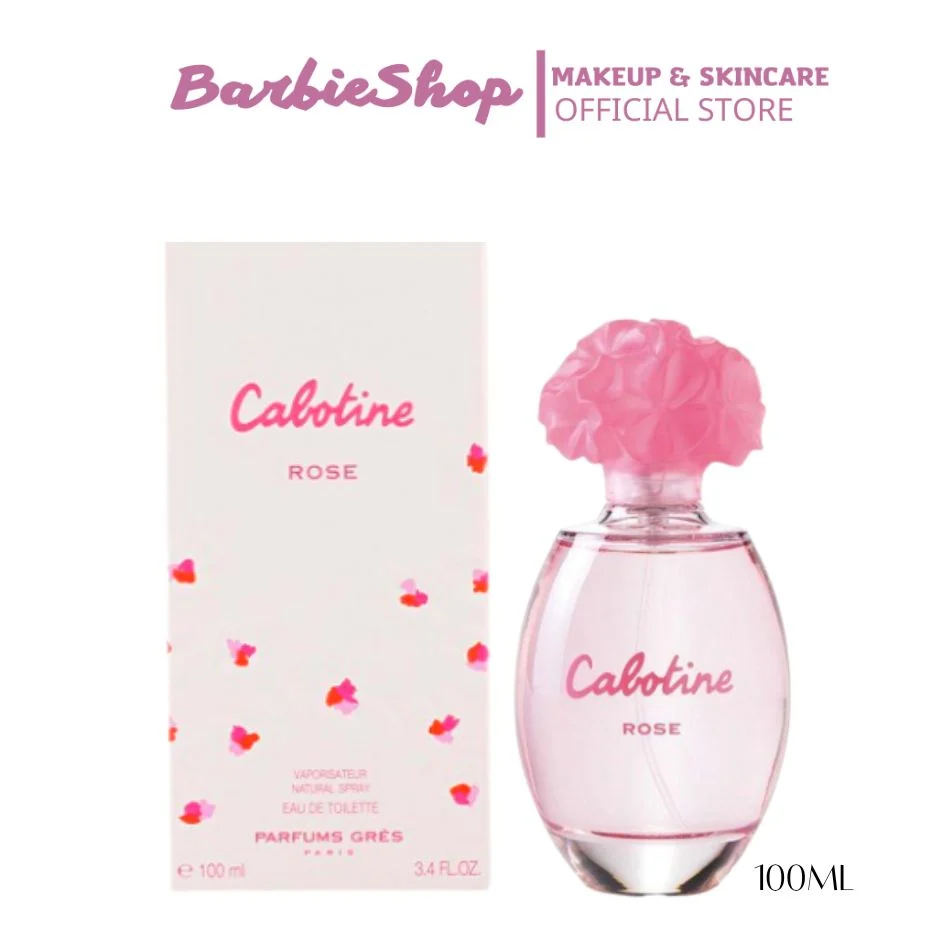 BarbieShop
MAKEUP & SKINCARE
OFFICIAL STORE
Cabotine
ROSE
VAPORISATEUR
NATURAL SPRAY
EAU DE TOILETTE
PARFUMS GRÈS
PARIS
e 100 ml
3.4 FL.OZ.
Cabotine
ROSE
100ML